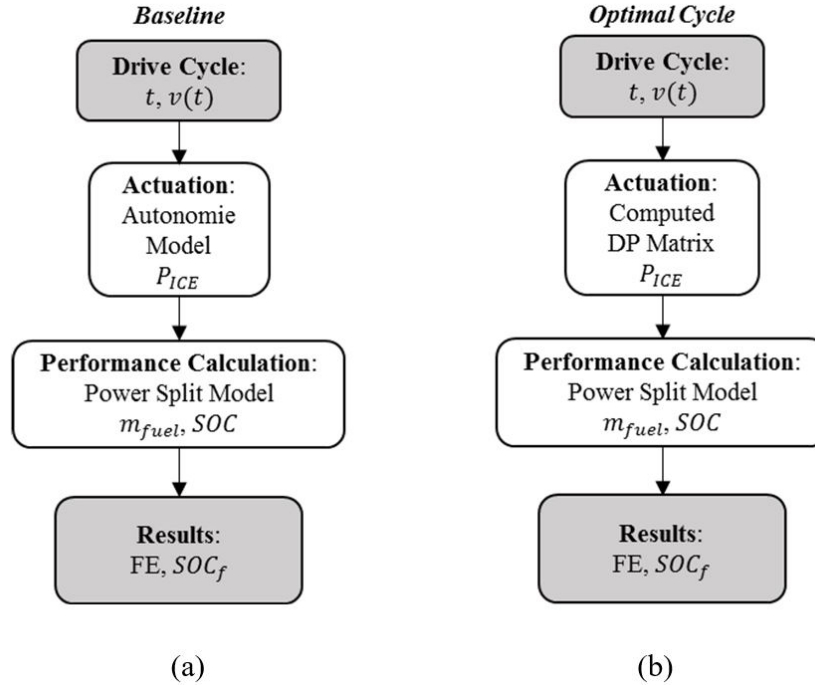 Baseline
Drive Cycle:
t, v(t)
Actuation:
Autonomie
Model
P_ICE
Performance Calculation:
Power Split Model
m_fuel, SOC
Results:
FE, SOC_f
(a)
Optimal Cycle
Drive Cycle:
t, v(t)
Actuation:
Computed
DP Matrix
P_ICE
Performance Calculation:
Power Split Model
m_fuel, SOC
Results:
FE, SOC_f
(b)